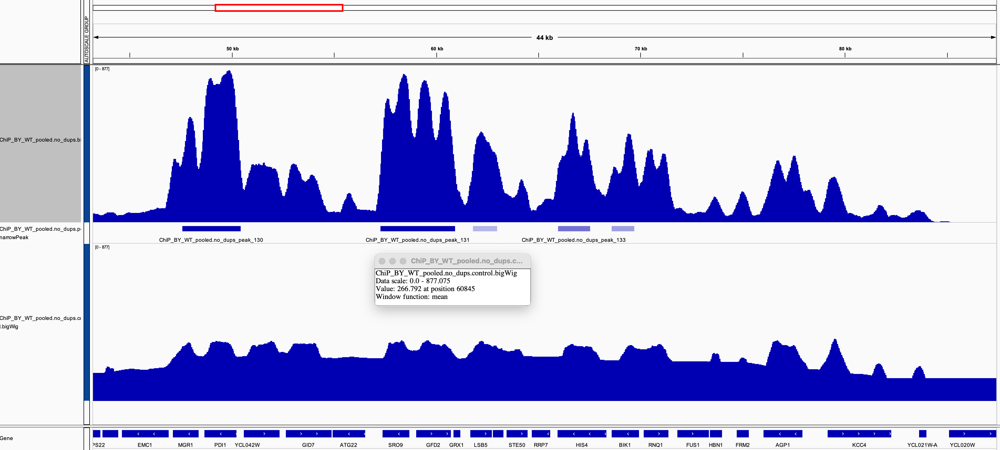 AUTOSCALE GROUP
44 kb
50 kb 60 kb 70 kb 80 kb
[0 - 877]
ChiP_BY_WT_pooled.no_dups.bi
ChiP_BY_WT_pooled.no_dups.p
narrowPeak
ChiP_BY_WT_pooled.no_dups_peak_130 ChiP_BY_WT_pooled.no_dups_peak_131 ChiP_BY_WT_pooled.no_dups_peak_133
[0 - 877]
ChiP_BY_WT_pooled.no_dups.c...
ChiP_BY_WT_pooled.no_dups.control.bigWig
Data scale: 0.0 - 877.075
Value: 266.792 at position 60845
Window function: mean
ChiP_BY_WT_pooled.no_dups.co
l.bigWig
Gene
PS22 EMC1 MGR1 PDI1 YCL042W GID7 ATG22 SRO9 GFD2 GRX1 LSB5 STE50 RRP7 HIS4 BIK1 RNQ1 FUS1 HBN1 FRM2 AGP1 KCC4 YCL021W-A YCL020W